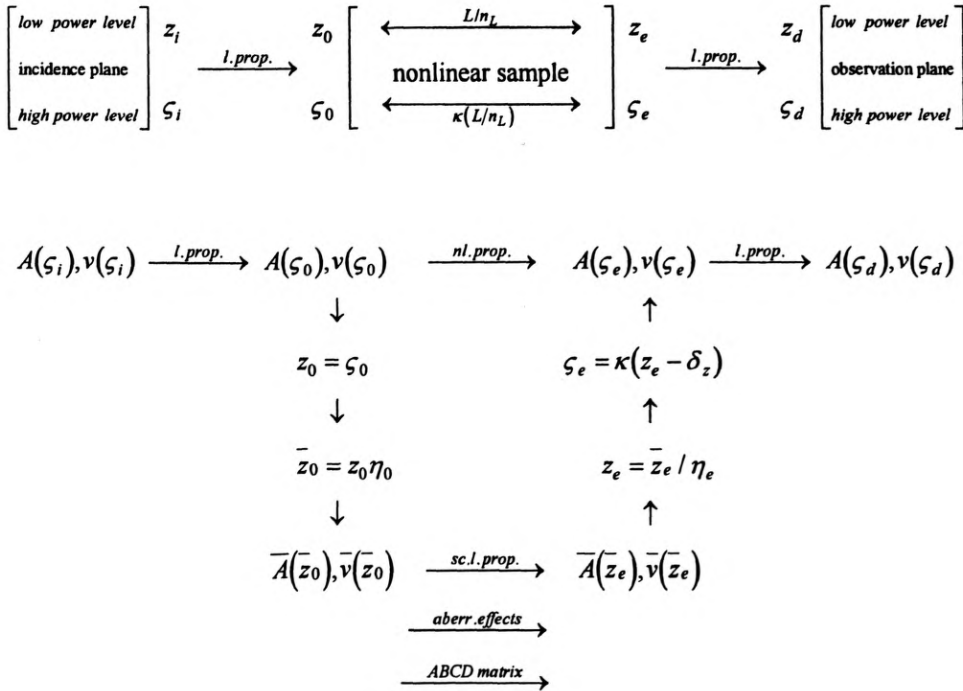 low power level z_i z_0 L/n_L z_e z_d low power level
incidence plane l.prop. nonlinear sample l.prop. observation plane
high power level ς_i ς_0 κ(L/n_L) ς_e ς_d high power level
A(ς_i), v(ς_i) l.prop. A(ς_0), v(ς_0) nl.prop. A(ς_e), v(ς_e) l.prop. A(ς_d), v(ς_d)
↓ ↑
z_0 = ς_0 ς_e = κ(z_e − δ_z)
↓ ↑
z̄_0 = z_0 η_0 z_e = z̄_e / η_e
↓ ↑
A̅(z̄_0), v̅(z̄_0) sc.l.prop. A̅(z̄_e), v̅(z̄_e)
aberr.effects
ABCD matrix